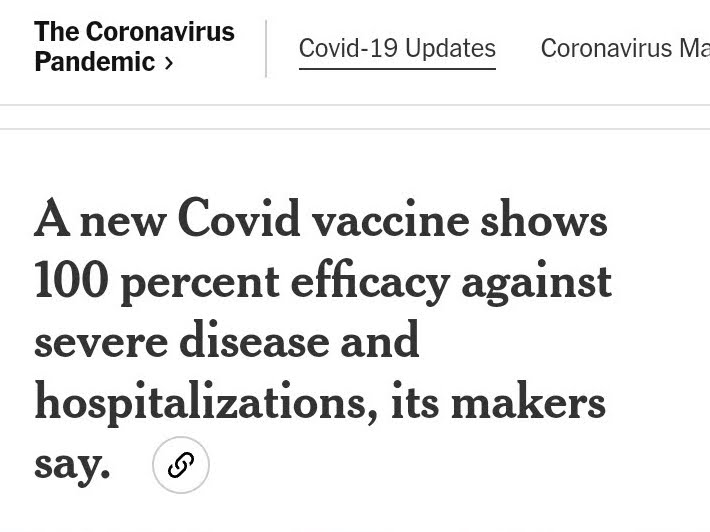 The Coronavirus
Pandemic ›
Covid-19 Updates
Coronavirus Ma
A new Covid vaccine shows
100 percent efficacy against
severe disease and
hospitalizations, its makers
say.